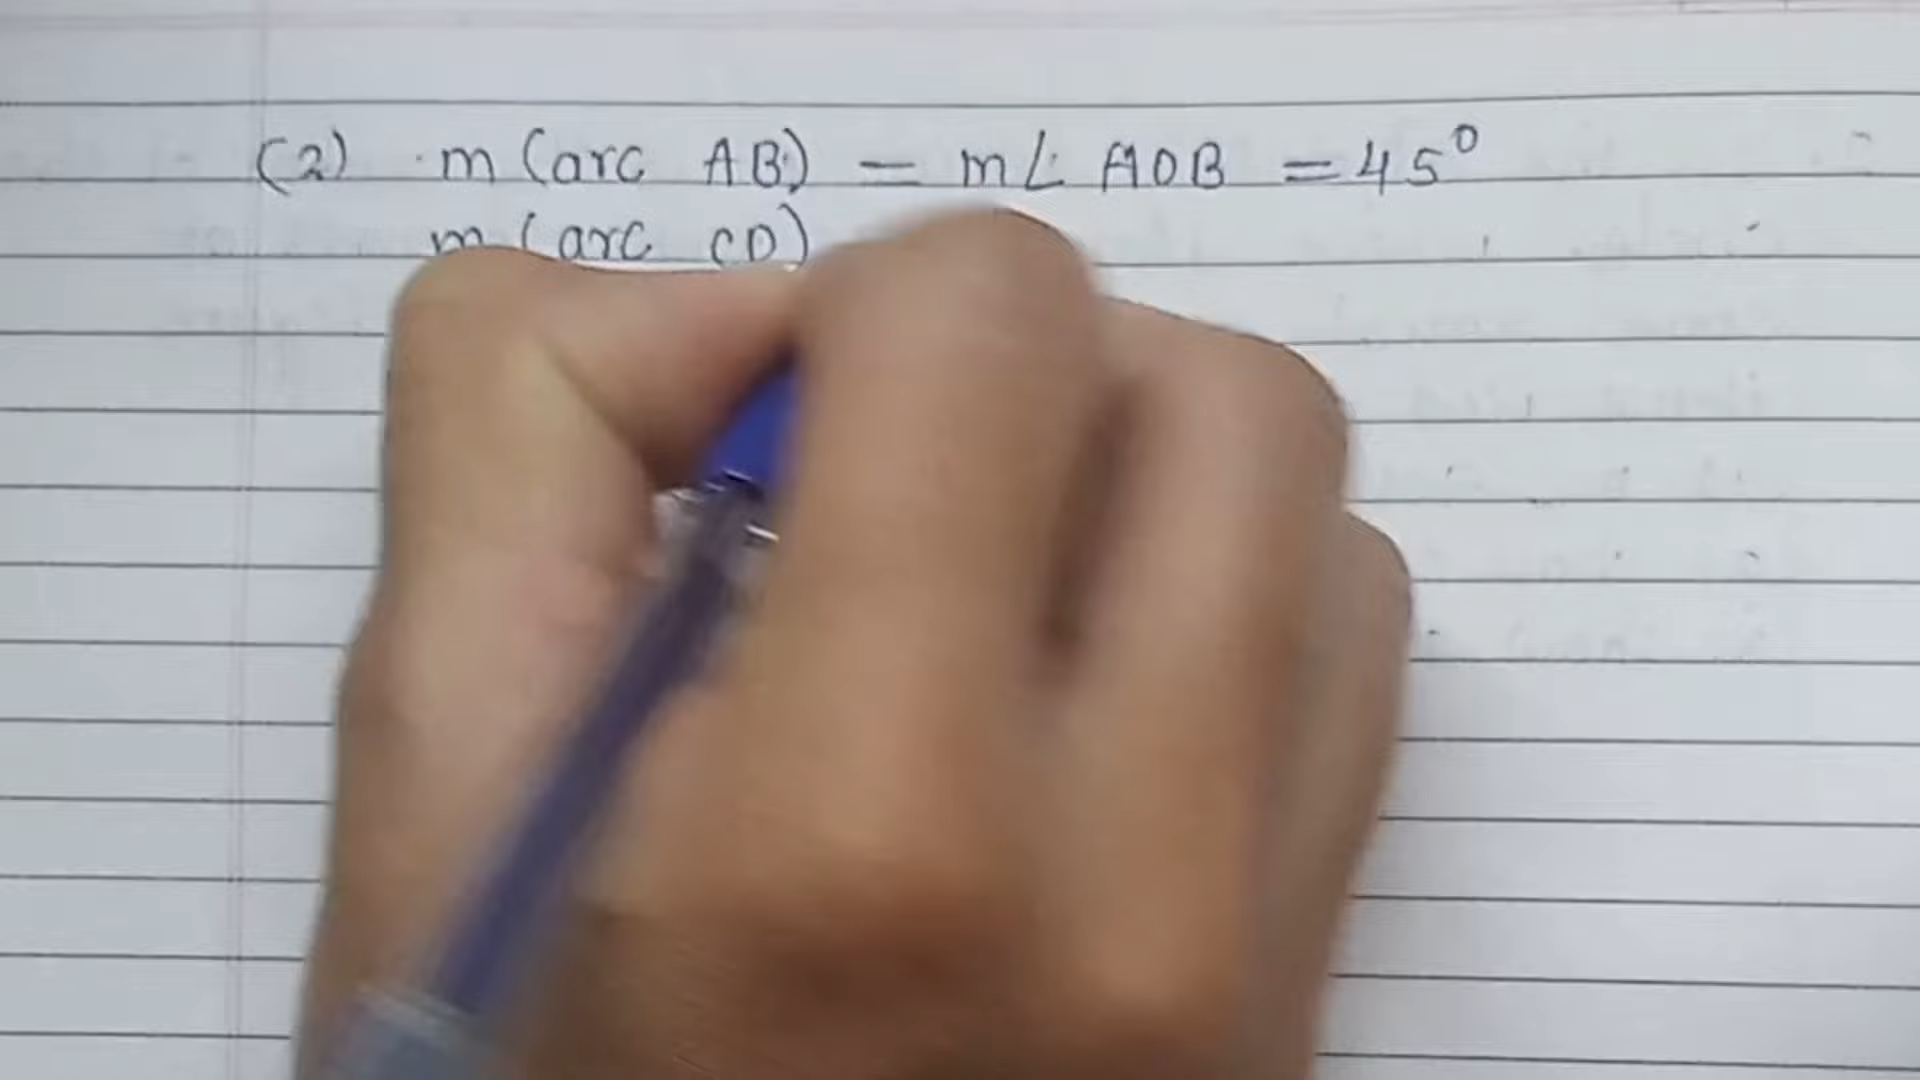 (2) m (arc AB) = m∠ AOB = 45°
m (arc CD)